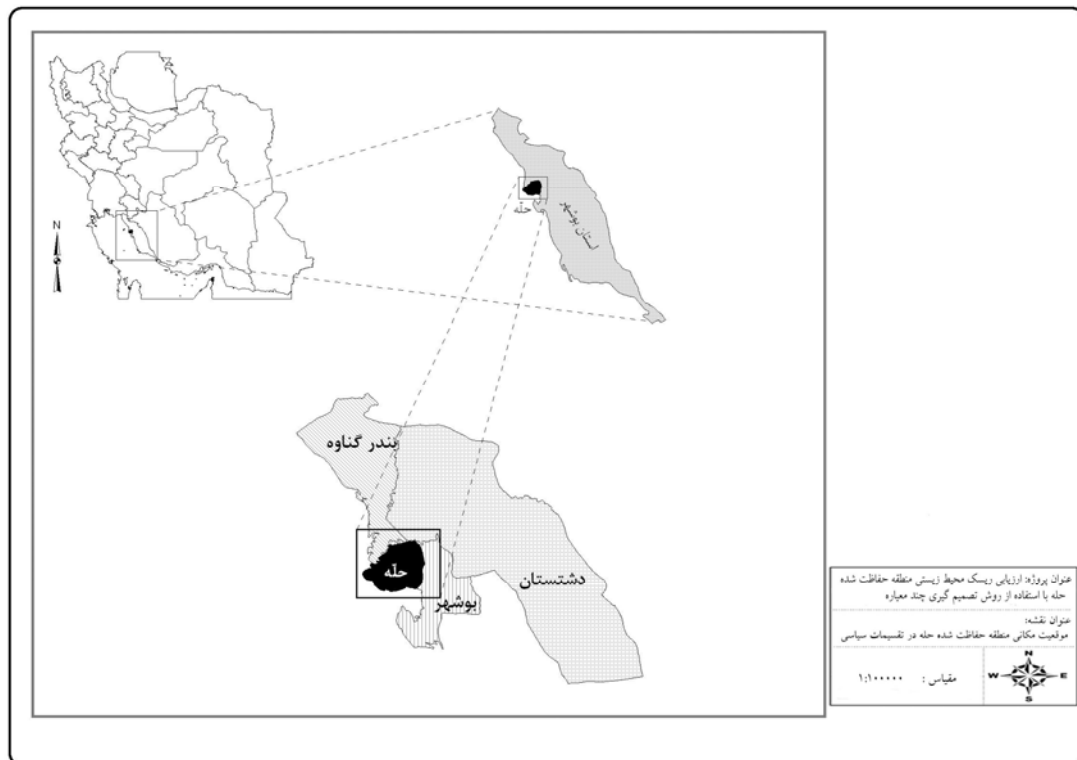 N
حله
استان بوشهر
بندر گناوه
حلّه
بوشهر
دشتستان
عنوان پروژه: ارزیابی ریسک محیط زیستی منطقه حفاظت شده
حله با استفاده از روش تصمیم گیری چند معیاره
عنوان نقشه:
موقعیت مکانی منطقه حفاظت شده حله در تقسیمات سیاسی
مقیاس : ۱:۱۰۰۰۰۰
N
W
E
S